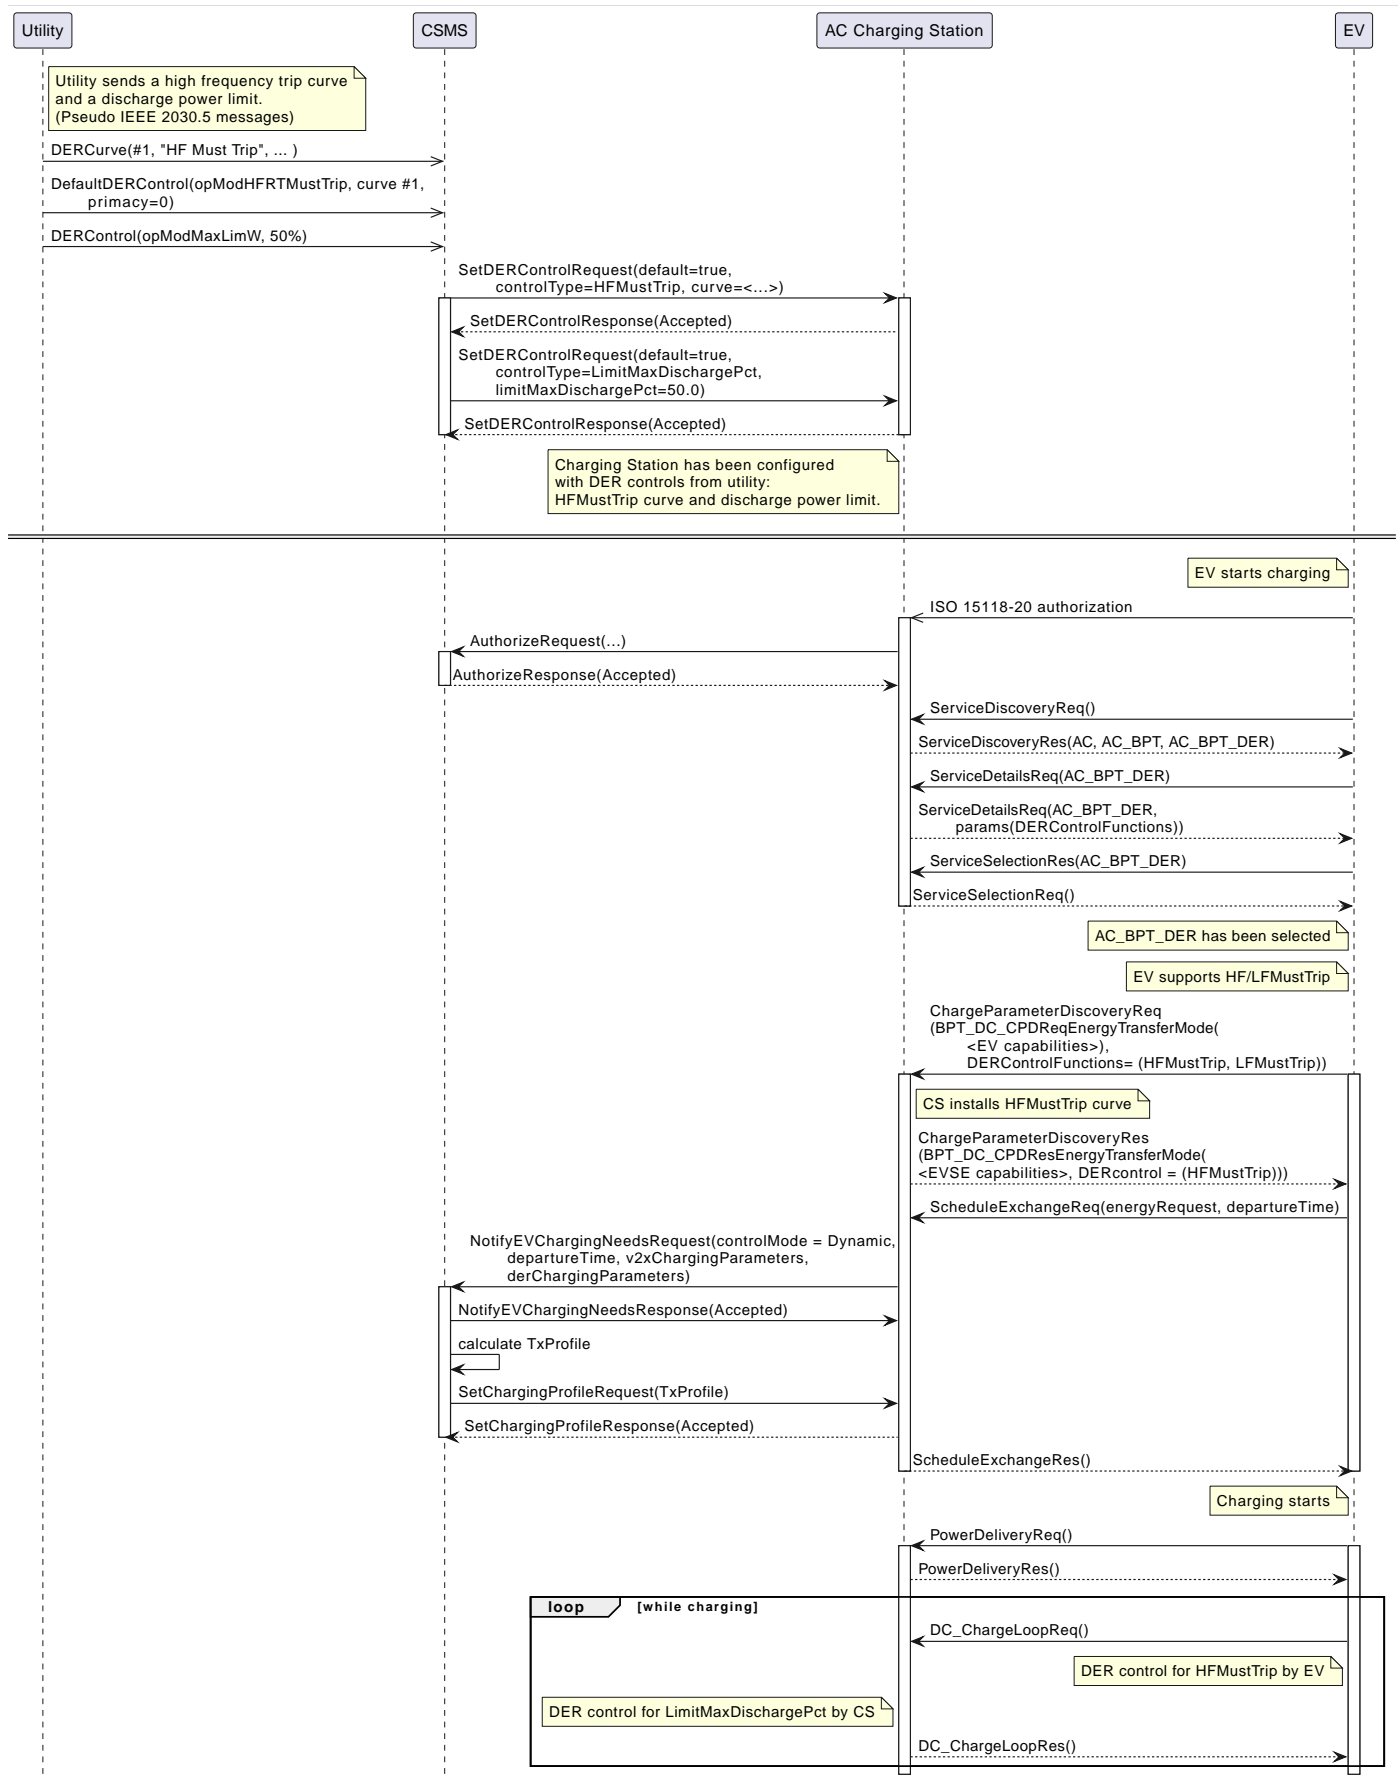 Utility
CSMS
AC Charging Station
EV
Utility sends a high frequency trip curve
and a discharge power limit.
(Pseudo IEEE 2030.5 messages)
DERCurve(#1, "HF Must Trip", ... )
DefaultDERControl(opModHFRTMustTrip, curve #1,
primacy=0)
DERControl(opModMaxLimW, 50%)
SetDERControlRequest(default=true,
controlType=HFMustTrip, curve=<...>)
SetDERControlResponse(Accepted)
SetDERControlRequest(default=true,
controlType=LimitMaxDischargePct,
limitMaxDischargePct=50.0)
SetDERControlResponse(Accepted)
Charging Station has been configured
with DER controls from utility:
HFMustTrip curve and discharge power limit.
EV starts charging
ISO 15118-20 authorization
AuthorizeRequest(...)
AuthorizeResponse(Accepted)
ServiceDiscoveryReq()
ServiceDiscoveryRes(AC, AC_BPT, AC_BPT_DER)
ServiceDetailsReq(AC_BPT_DER)
ServiceDetailsReq(AC_BPT_DER,
params(DERControlFunctions))
ServiceSelectionRes(AC_BPT_DER)
ServiceSelectionReq()
AC_BPT_DER has been selected
EV supports HF/LFMustTrip
ChargeParameterDiscoveryReq
(BPT_DC_CPDReqEnergyTransferMode(
<EV capabilities>),
DERControlFunctions= (HFMustTrip, LFMustTrip))
CS installs HFMustTrip curve
ChargeParameterDiscoveryRes
(BPT_DC_CPDResEnergyTransferMode(
<EVSE capabilities>, DERcontrol = (HFMustTrip)))
ScheduleExchangeReq(energyRequest, departureTime)
NotifyEVChargingNeedsRequest(controlMode = Dynamic,
departureTime, v2xChargingParameters,
derChargingParameters)
NotifyEVChargingNeedsResponse(Accepted)
calculate TxProfile
SetChargingProfileRequest(TxProfile)
SetChargingProfileResponse(Accepted)
ScheduleExchangeRes()
Charging starts
PowerDeliveryReq()
PowerDeliveryRes()
loop [while charging]
DC_ChargeLoopReq()
DER control for HFMustTrip by EV
DER control for LimitMaxDischargePct by CS
DC_ChargeLoopRes()